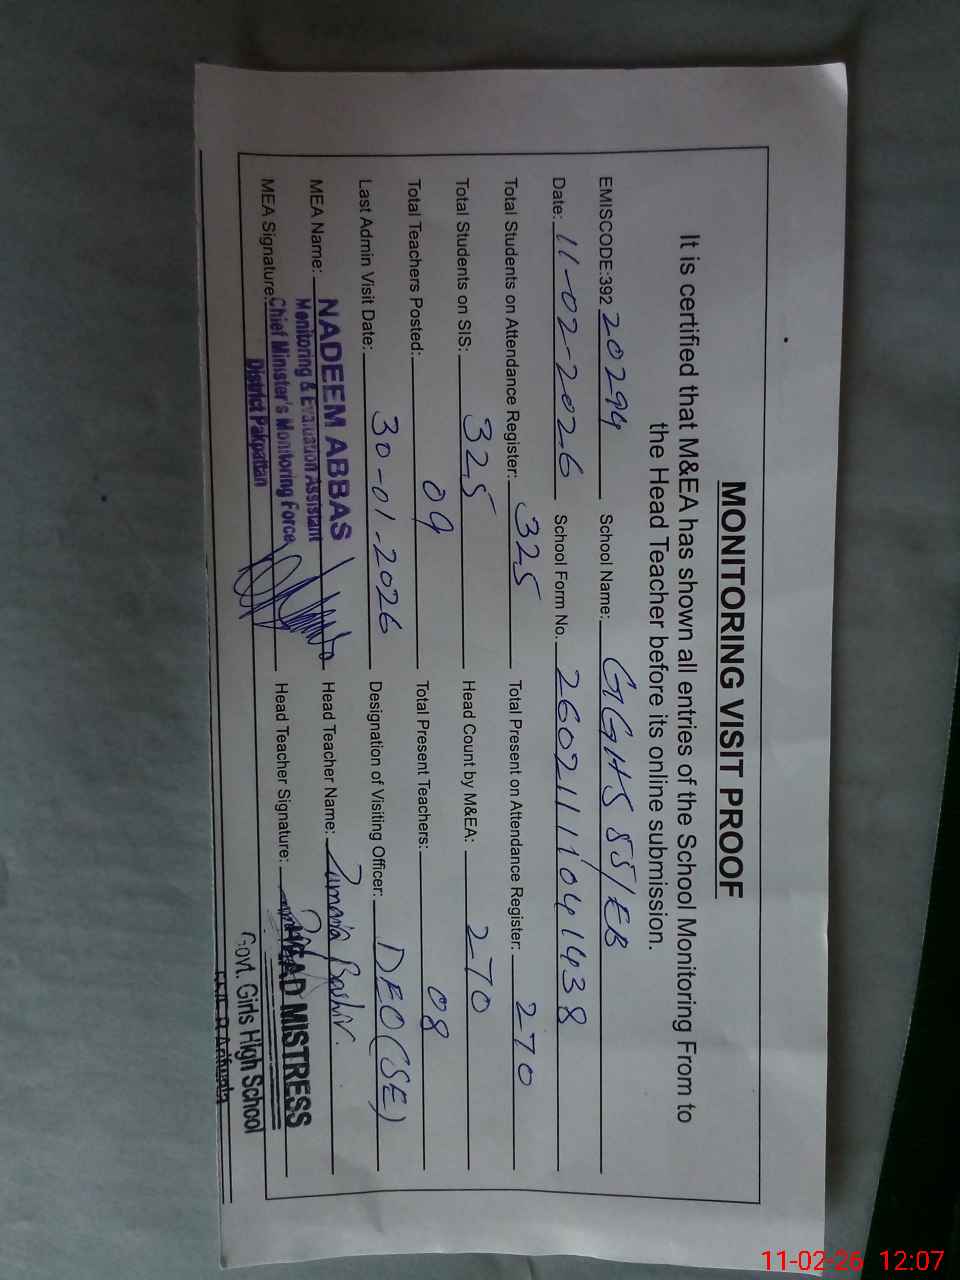 MONITORING VISIT PROOF
It is certified that M&EA has shown all entries of the School Monitoring From to
the Head Teacher before its online submission.
EMISCODE:392 20294 School Name: GGHS 85/EB
Date: 11-02-2026 School Form No. 2602111041438
Total Students on Attendance Register: 325 Total Present on Attendance Register: 270
Total Students on SIS: 325 Head Count by M&EA: 270
Total Teachers Posted: 09 Total Present Teachers: 08
Last Admin Visit Date: 30-01-2026 Designation of Visiting Officer: DEO(SE)
MEA Name: NADEEM ABBAS Head Teacher Name: Bashir.
Monitoring & Evaluation Assistant
MEA Signature: Chief Minister's Monitoring Force Head Teacher Signature: HEAD MISTRESS
District Pakpattan
Govt. Girls High School
11-02-26 12:07